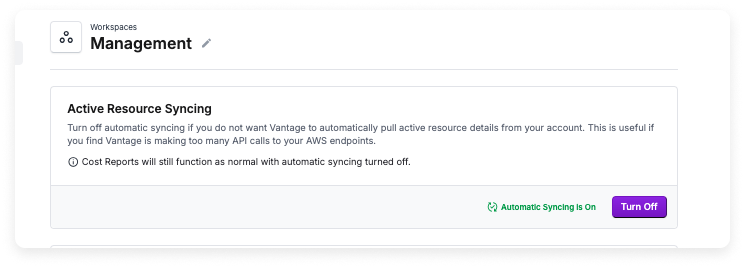 Workspaces
Management
Active Resource Syncing
Turn off automatic syncing if you do not want Vantage to automatically pull active resource details from your account. This is useful if
you find Vantage is making too many API calls to your AWS endpoints.
Cost Reports will still function as normal with automatic syncing turned off.
Automatic Syncing is On
Turn Off